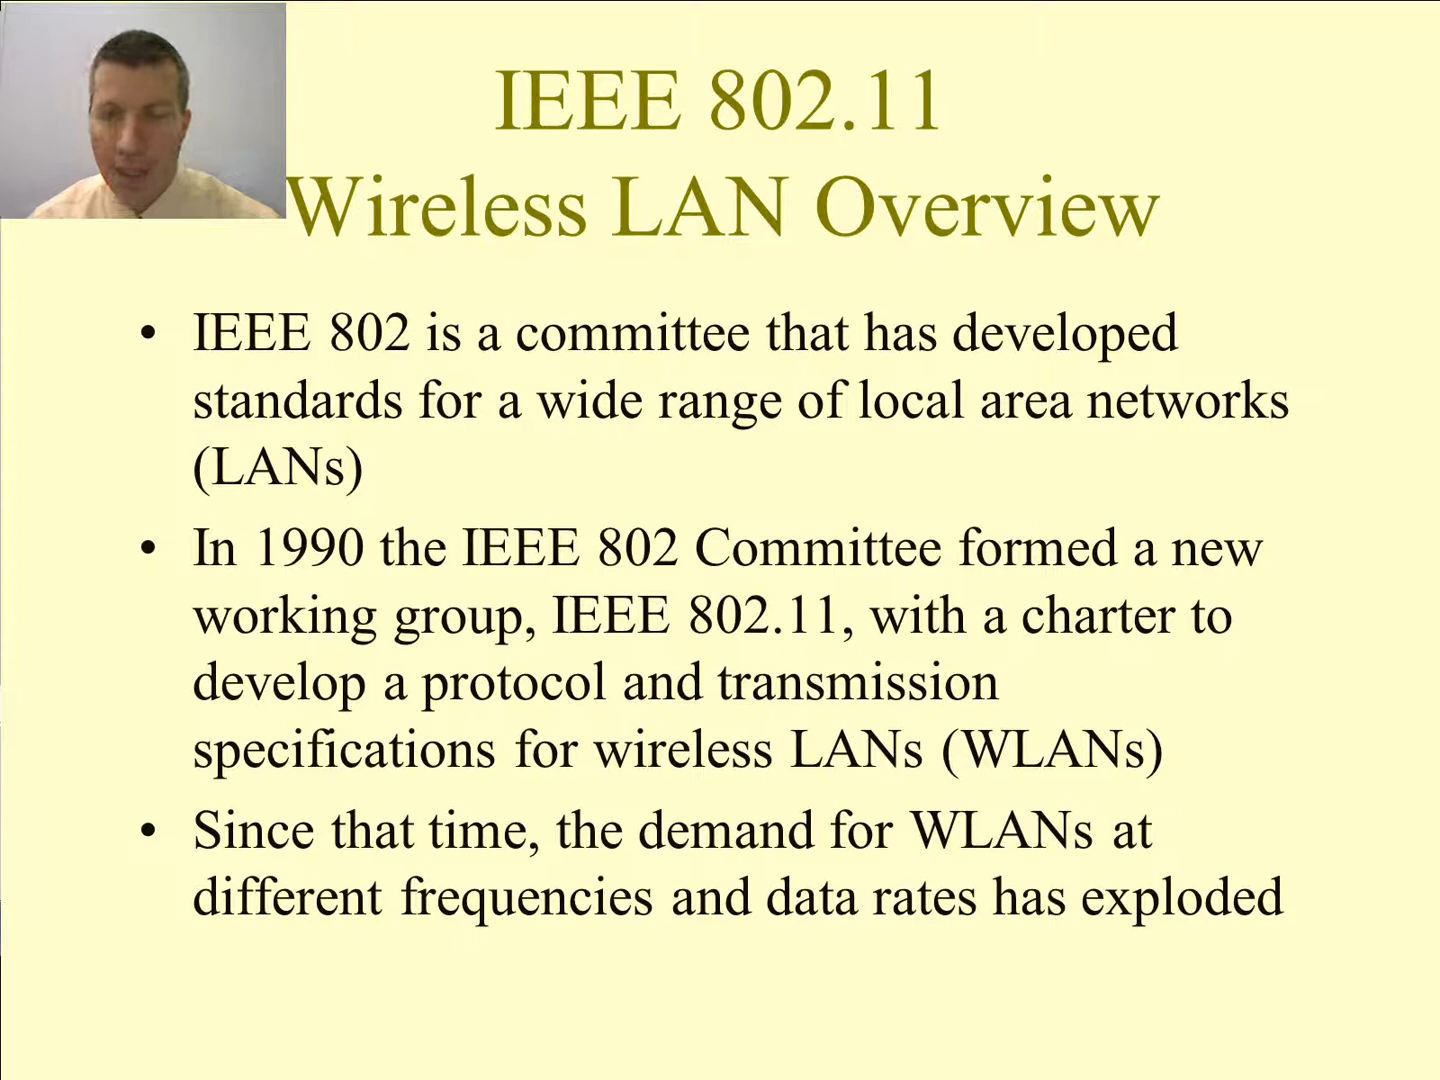 IEEE 802.11
Wireless LAN Overview
• IEEE 802 is a committee that has developed
standards for a wide range of local area networks
(LANs)
• In 1990 the IEEE 802 Committee formed a new
working group, IEEE 802.11, with a charter to
develop a protocol and transmission
specifications for wireless LANs (WLANs)
• Since that time, the demand for WLANs at
different frequencies and data rates has exploded